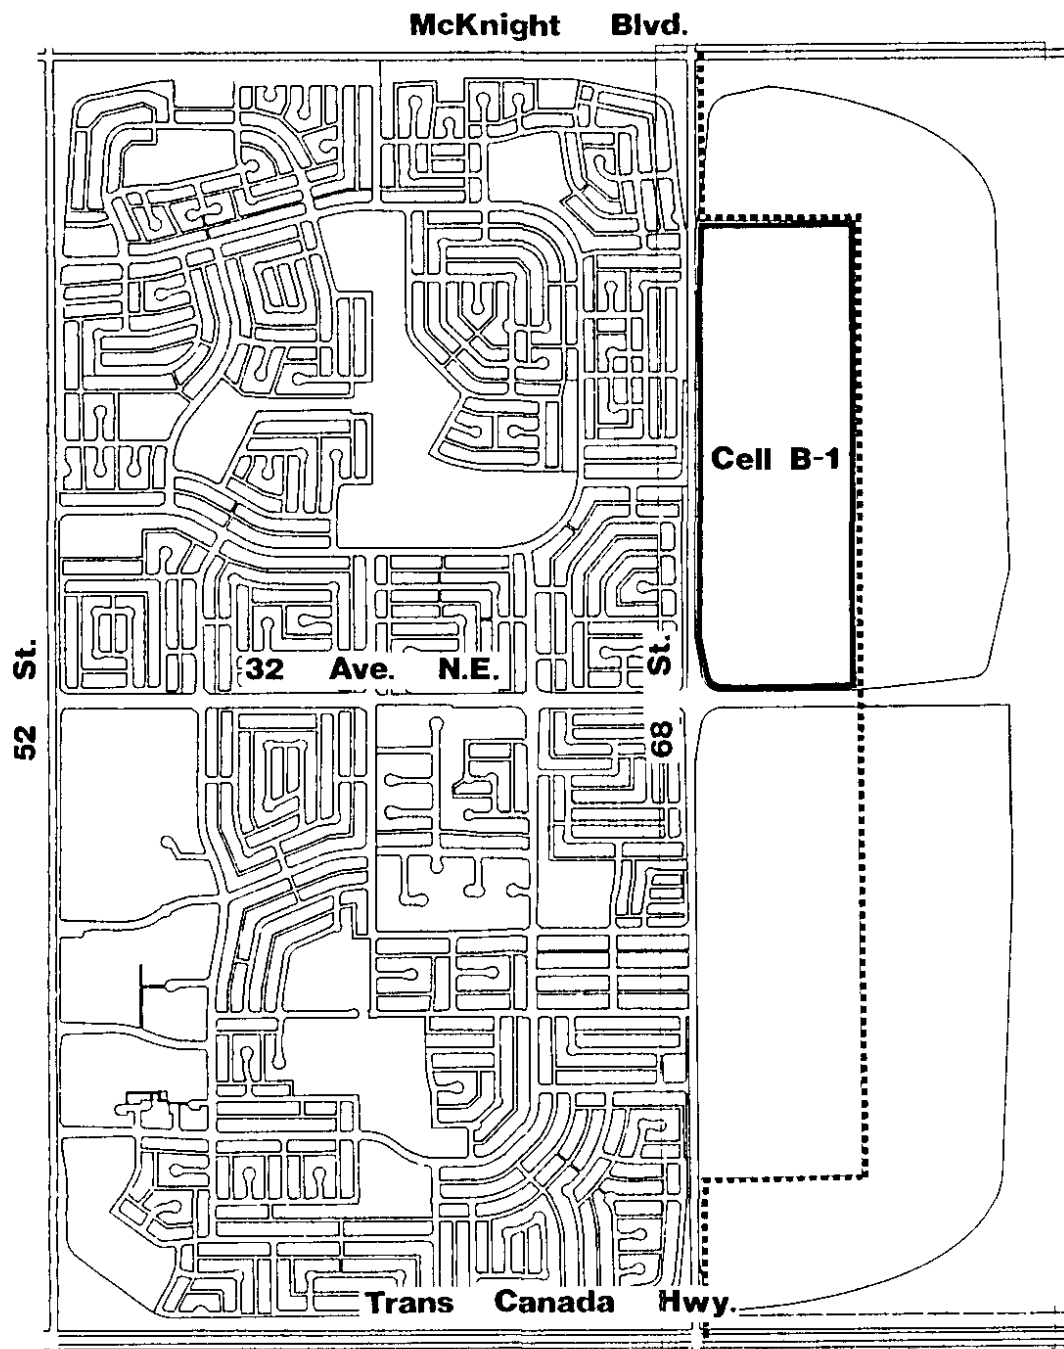 McKnight Blvd.
Cell B-1
32 Ave. N.E.
52 St.
68 St.
Trans Canada Hwy.